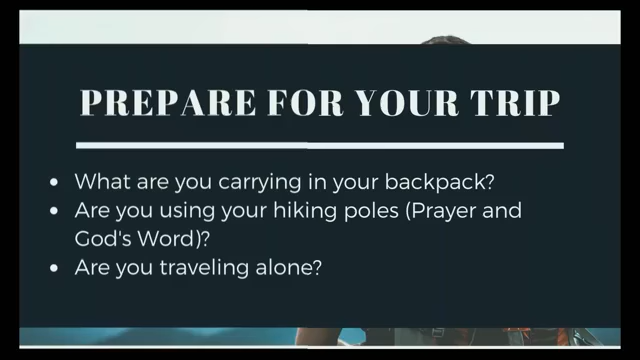 PREPARE FOR YOUR TRIP
• What are you carrying in your backpack?
• Are you using your hiking poles (Prayer and
God's Word)?
• Are you traveling alone?